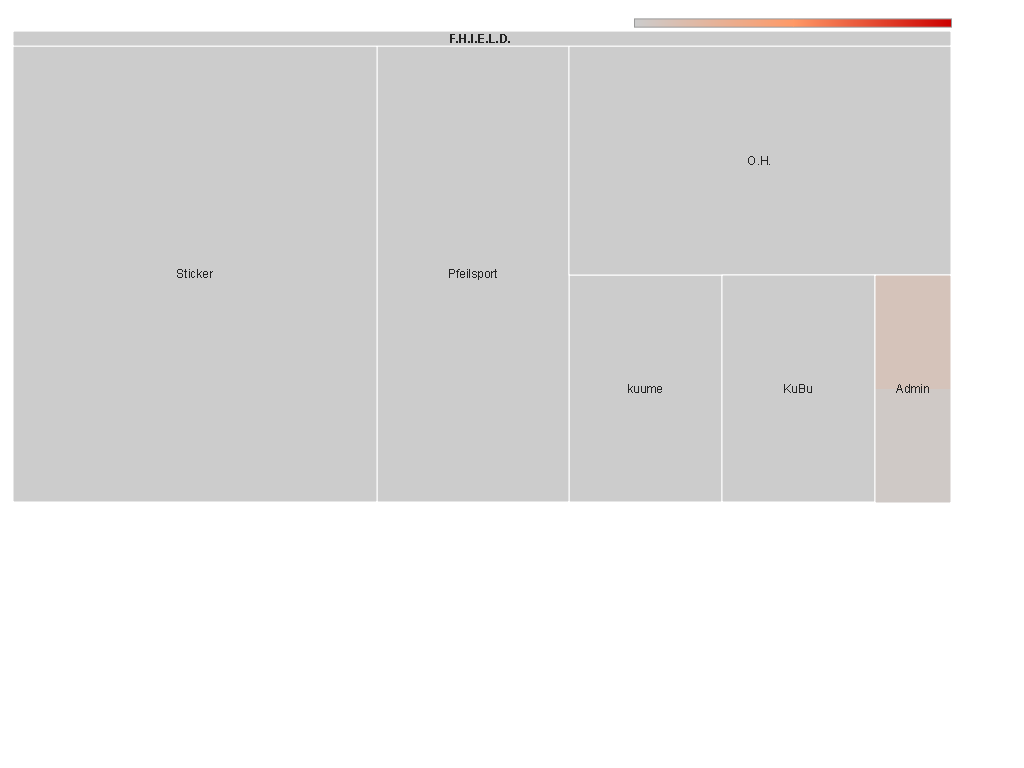 F.H.I.E.L.D.
Sticker
Pfeilsport
O.H.
kuume
KuBu
Admin